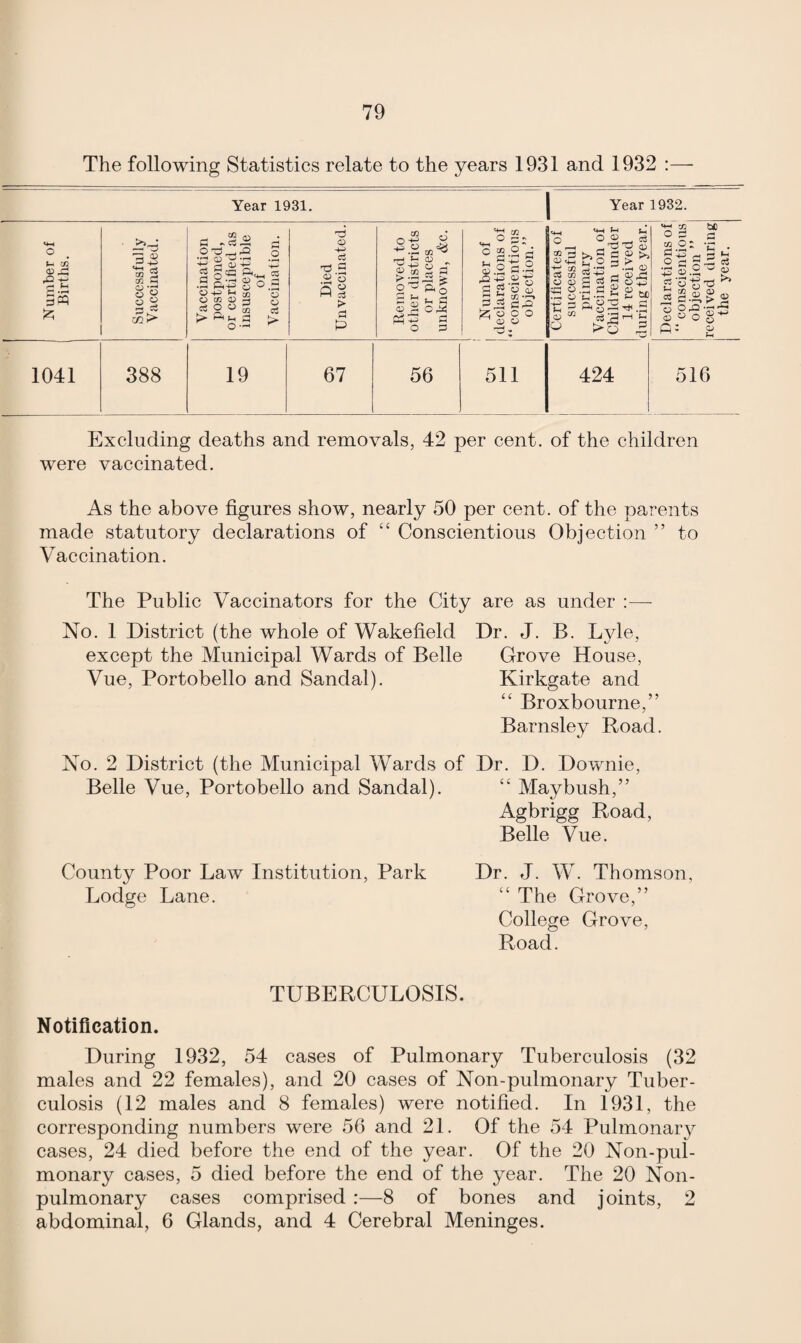 79
The following Statistics relate to the years 1931 and 1932 :—
Year 1931.
Year 1932.
Number of
Births.
Successfully
Vaccinated.
Vaccination
postponed,
or certified as
insusceptible
of
Vaccination.
Died
Unvaccinated.
Removed to
other districts
or places
unknown, &c.
Number of
declarations of
“ conscientious
objection.”
Certificates of
successful
primary
Vaccination of
Children under
14 received
during the year.
Declarations of
“ conscientious
objection ”
received during
the year.
1041 388 19 67 56 511 424 516
Excluding deaths and removals, 42 per cent. of the children
were vaccinated.
As the above figures show, nearly 50 per cent. of the parents
made statutory declarations of “ Conscientious Objection ” to
Vaccination.
The Public Vaccinators for the City are as under :—
No. 1 District (the whole of Wakefield Dr. J. B. Lyle,
except the Municipal Wards of Belle Grove House,
Vue, Portobello and Sandal). Kirkgate and
“ Broxbourne,”
Barnsley Road.
No. 2 District (the Municipal Wards of Dr. D. Downie,
Belle Vue, Portobello and Sandal). “ Maybush,”
Agbrigg Road,
Belle Vue.
County Poor Law Institution, Park Dr. J. W. Thomson,
Lodge Lane. “ The Grove,”
College Grove,
Road.
TUBERCULOSIS.
Notification.
During 1932, 54 cases of Pulmonary Tuberculosis (32
males and 22 females), and 20 cases of Non-pulmonary Tuber-
culosis (12 males and 8 females) were notified. In 1931, the
corresponding numbers were 56 and 21. Of the 54 Pulmonary
cases, 24 died before the end of the year. Of the 20 Non-pul-
monary cases, 5 died before the end of the year. The 20 Non-
pulmonary cases comprised :—8 of bones and joints, 2
abdominal, 6 Glands, and 4 Cerebral Meninges.